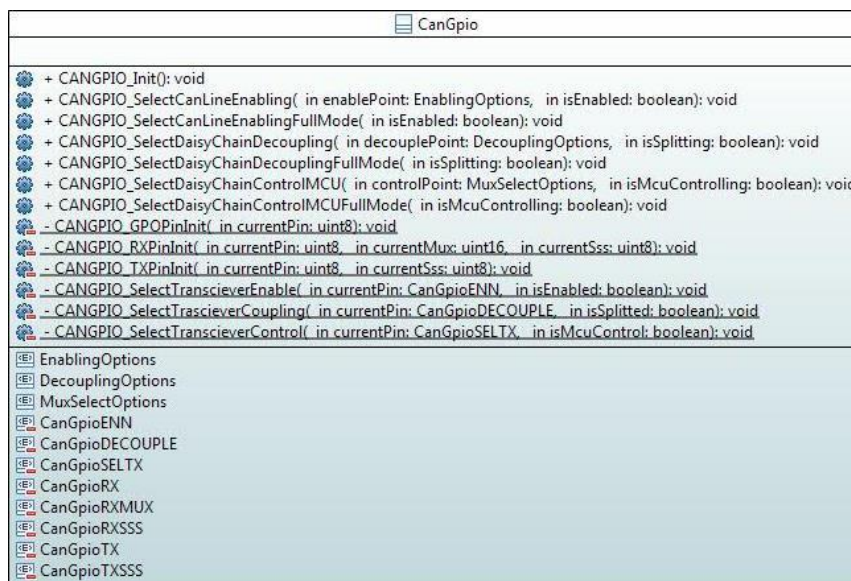 CanGpio
+ CANGPIO_Init(): void
+ CANGPIO_SelectCanLineEnabling( in enablePoint: EnablingOptions, in isEnabled: boolean): void
+ CANGPIO_SelectCanLineEnablingFullMode( in isEnabled: boolean): void
+ CANGPIO_SelectDaisyChainDecoupling( in decouplePoint: DecouplingOptions, in isSplitting: boolean): void
+ CANGPIO_SelectDaisyChainDecouplingFullMode( in isSplitting: boolean): void
+ CANGPIO_SelectDaisyChainControlMCU( in controlPoint: MuxSelectOptions, in isMcuControlling: boolean): void
+ CANGPIO_SelectDaisyChainControlMCUFullMode( in isMcuControlling: boolean): void
- CANGPIO_GPOPinInit( in currentPin: uint8): void
- CANGPIO_RXPinInit( in currentPin: uint8, in currentMux: uint16, in currentSss: uint8): void
- CANGPIO_TXPinInit( in currentPin: uint8, in currentSss: uint8): void
- CANGPIO_SelectTranscieverEnable( in currentPin: CanGpioENN, in isEnabled: boolean): void
- CANGPIO_SelectTrascieverCoupling( in currentPin: CanGpioDECOUPLE, in isSplitted: boolean): void
- CANGPIO_SelectTranscieverControl( in currentPin: CanGpioSELTX, in isMcuControl: boolean): void
<E> EnablingOptions
<E> DecouplingOptions
<E> MuxSelectOptions
<E> CanGpioENN
<E> CanGpioDECOUPLE
<E> CanGpioSELTX
<E> CanGpioRX
<E> CanGpioRXMUX
<E> CanGpioRXSSS
<E> CanGpioTX
<E> CanGpioTXSSS